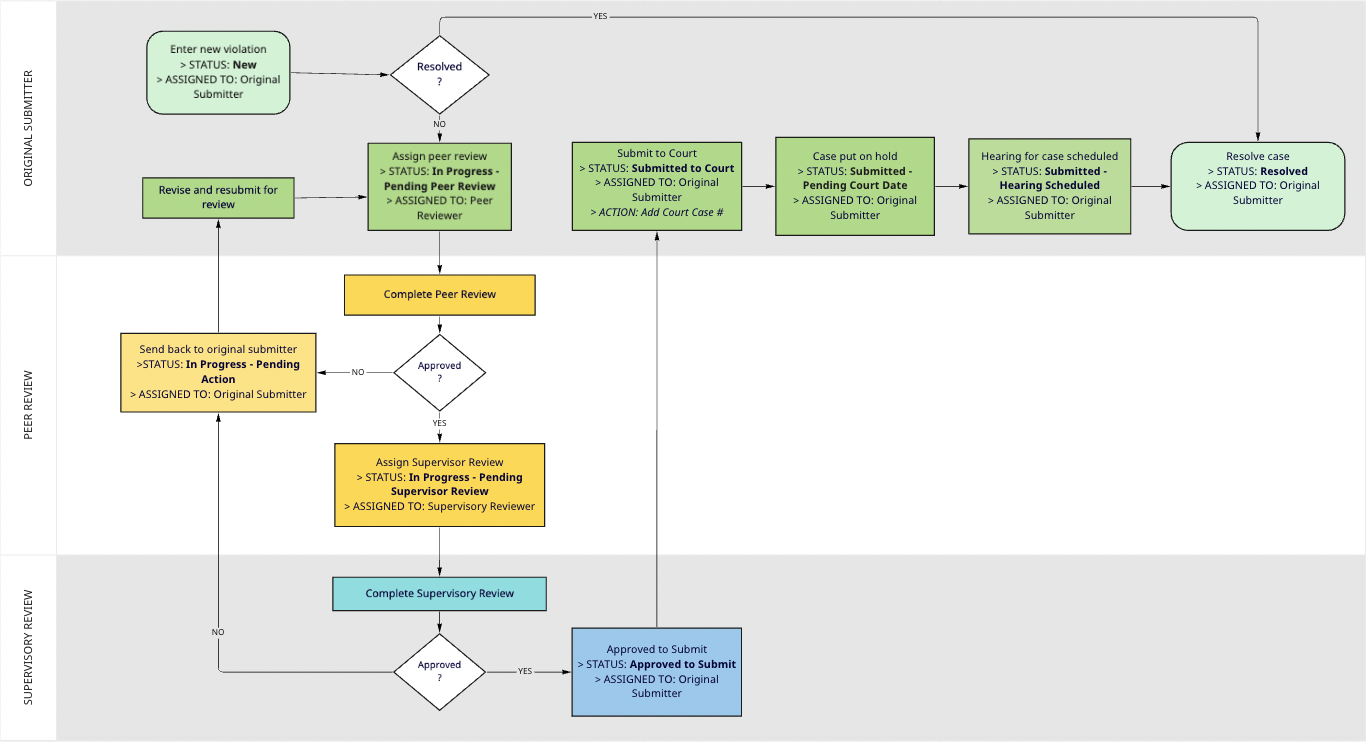 ORIGINAL SUBMITTER
YES
Enter new violation
> STATUS: New
> ASSIGNED TO: Original
Submitter
Resolved
?
NO
Assign peer review
> STATUS: In Progress -
Pending Peer Review
> ASSIGNED TO: Peer
Reviewer
Revise and resubmit for
review
Submit to Court
> STATUS: Submitted to Court
> ASSIGNED TO: Original
Submitter
> ACTION: Add Court Case #
Case put on hold
> STATUS: Submitted -
Pending Court Date
> ASSIGNED TO: Original
Submitter
Hearing for case scheduled
> STATUS: Submitted -
Hearing Scheduled
> ASSIGNED TO: Original
Submitter
Resolve case
> STATUS: Resolved
> ASSIGNED TO: Original
Submitter
PEER REVIEW
Complete Peer Review
Send back to original submitter
>STATUS: In Progress - Pending
Action
> ASSIGNED TO: Original Submitter
NO
Approved
?
YES
Assign Supervisor Review
> STATUS: In Progress - Pending
Supervisor Review
> ASSIGNED TO: Supervisory Reviewer
SUPERVISORY REVIEW
Complete Supervisory Review
NO
Approved
?
YES
Approved to Submit
> STATUS: Approved to Submit
> ASSIGNED TO: Original
Submitter